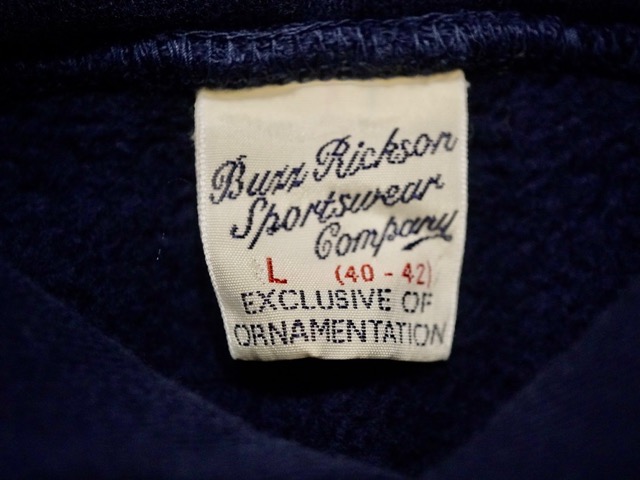 Buzz Rickson
Sportswear
Company
L (40 - 42)
EXCLUSIVE OF
ORNAMENTATION